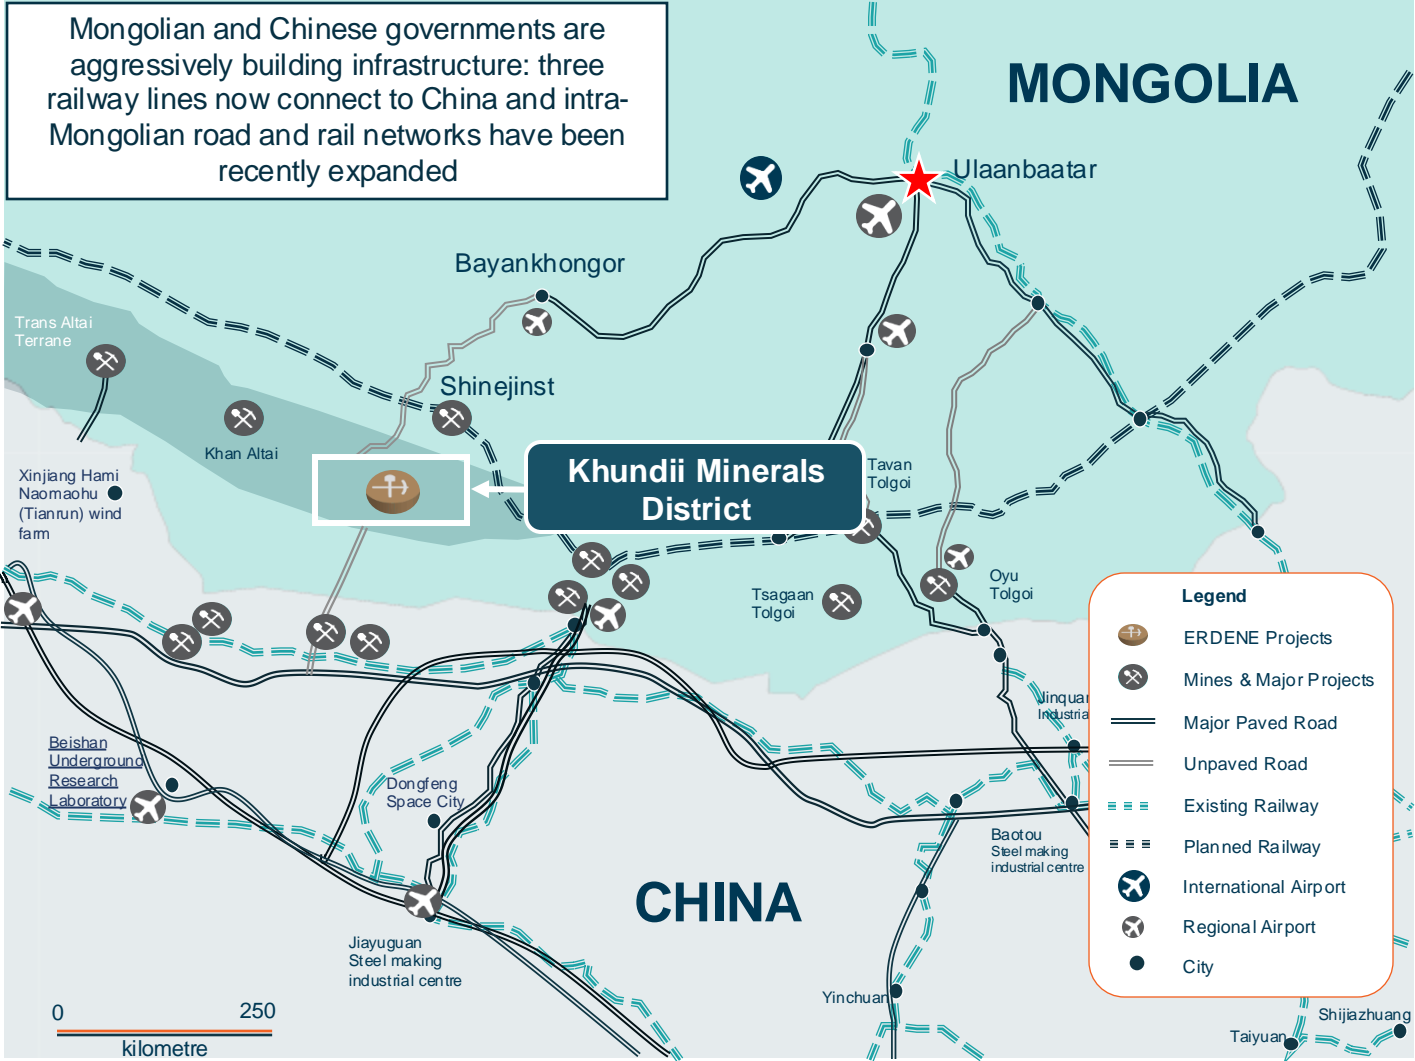 Mongolian and Chinese governments are
aggressively building infrastructure: three
railway lines now connect to China and intra-
Mongolian road and rail networks have been
recently expanded
MONGOLIA
Ulaanbaatar
Bayankhongor
Trans Altai
Terrane
Shinejinst
Khan Altai
Khundii Minerals
District
Tavan
Tolgoi
Xinjiang Hami
Naomaohu
(Tianrun) wind
farm
Tsagaan
Tolgoi
Oyu
Tolgoi
Legend
ERDENE Projects
Mines & Major Projects
Major Paved Road
Unpaved Road
Existing Railway
Planned Railway
International Airport
Regional Airport
City
Jinquan
Industrial
Beishan
Underground
Research
Laboratory
Dongfeng
Space City
Baotou
Steel making
industrial centre
CHINA
Jiayuguan
Steel making
industrial centre
Yinchuan
0 250
kilometre
Taiyuan
Shijiazhuang